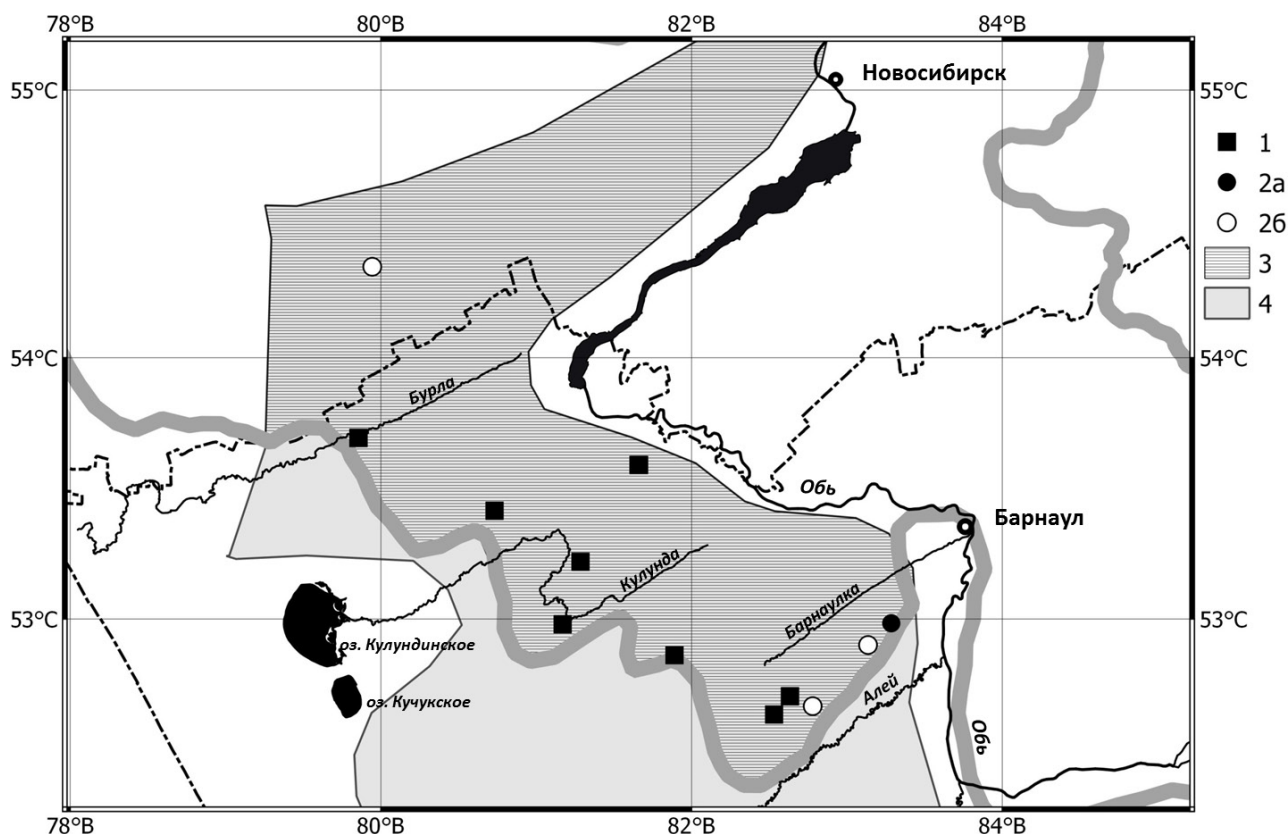 78°В 80°В 82°В 84°В
Новосибирск
55°С 55°С
1
2а
2б
3
4
54°С 54°С
Бурла
Обь
Барнаул
Кулунда
Барнаулка
53°С 53°С
оз. Кулундинское
Алей
оз. Кучукское
Обь
78°В 80°В 82°В 84°В